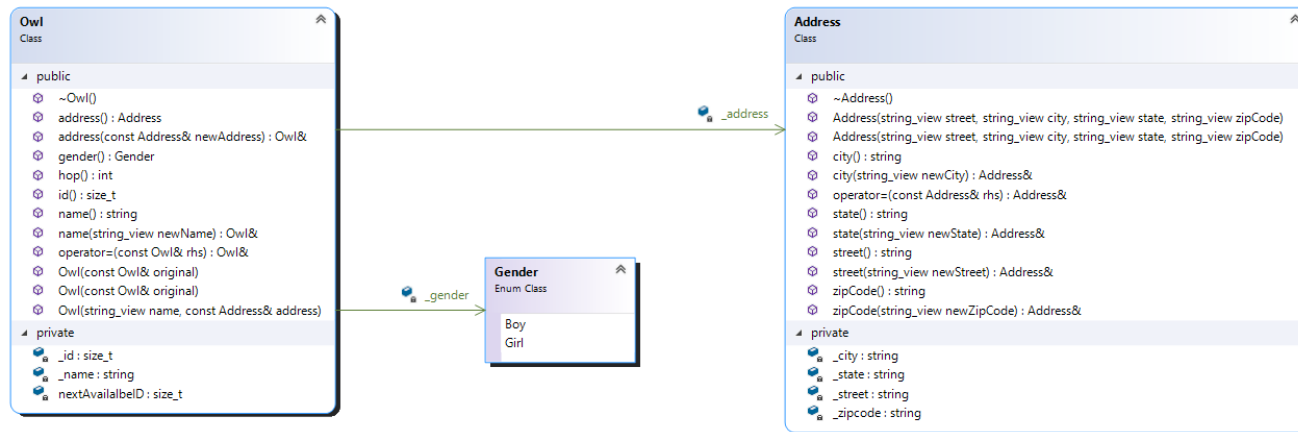 Owl
Class
public
~Owl()
address() : Address
address(const Address& newAddress) : Owl&
gender() : Gender
hop() : int
id() : size_t
name() : string
name(string_view newName) : Owl&
operator=(const Owl& rhs) : Owl&
Owl(const Owl& original)
Owl(const Owl& original)
Owl(string_view name, const Address& address)
private
_id : size_t
_name : string
nextAvailalbeID : size_t
_address
_gender
Gender
Enum Class
Boy
Girl
Address
Class
public
~Address()
Address(string_view street, string_view city, string_view state, string_view zipCode)
Address(string_view street, string_view city, string_view state, string_view zipCode)
city() : string
city(string_view newCity) : Address&
operator=(const Address& rhs) : Address&
state() : string
state(string_view newState) : Address&
street() : string
street(string_view newStreet) : Address&
zipCode() : string
zipCode(string_view newZipCode) : Address&
private
_city : string
_state : string
_street : string
_zipcode : string